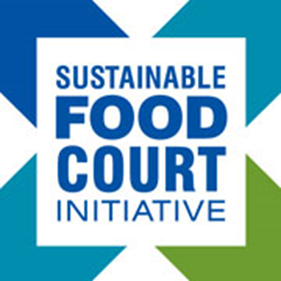 SUSTAINABLE
FOOD
COURT
INITIATIVE